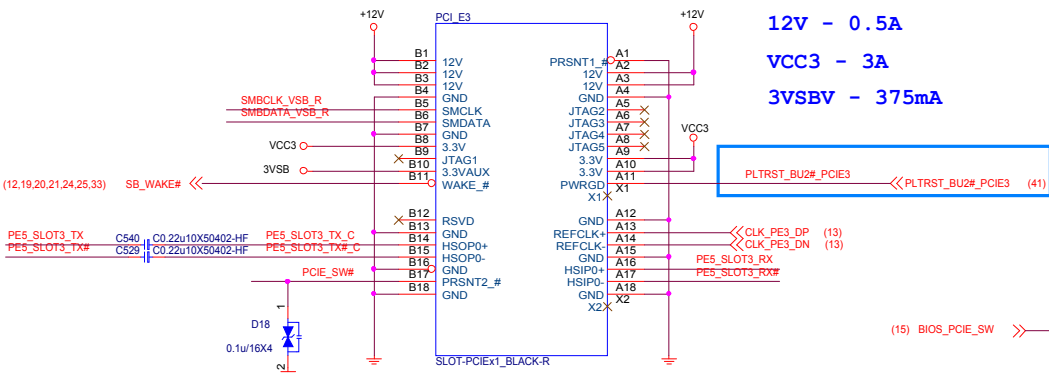 PCI_E3
+12V
+12V
12V - 0.5A
VCC3 - 3A
3VSBV - 375mA
B1 12V PRSNT1_# A1
B2 12V 12V A2
B3 12V 12V A3
B4 GND GND A4
SMBCLK_VSB_R B5 SMCLK JTAG2 A5
SMBDATA_VSB_R B6 SMDATA JTAG3 A6
B7 GND JTAG4 A7
VCC3 B8 3.3V JTAG5 A8
VCC3
B9 JTAG1 3.3V A9
3VSB B10 3.3VAUX 3.3V A10
(12,19,20,21,24,25,33) SB_WAKE# B11 WAKE_# PWRGD A11 PLTRST_BU2#_PCIE3 PLTRST_BU2#_PCIE3 (41)
X1 X1
B12 RSVD GND A12
B13 GND REFCLK+ A13 CLK_PE3_DP (13)
PE5_SLOT3_TX C540 C0.22u10X50402-HF PE5_SLOT3_TX_C B14 HSOP0+ REFCLK- A14 CLK_PE3_DN (13)
PE5_SLOT3_TX# C529 C0.22u10X50402-HF PE5_SLOT3_TX#_C B15 HSOP0- GND A15
B16 GND HSIP0+ A16 PE5_SLOT3_RX
PCIE_SW# B17 PRSNT2_# HSIP0- A17 PE5_SLOT3_RX#
B18 GND GND A18
X2 X2
1
D18
0.1u/16X4
2
(15) BIOS_PCIE_SW
SLOT-PCIEx1_BLACK-R